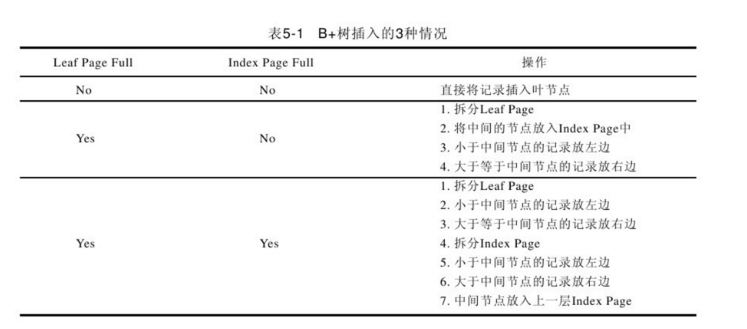 表5-1 B+树插入的3种情况
Leaf Page Full Index Page Full 操作
No No 直接将记录插入叶节点
Yes No 1. 拆分Leaf Page
2. 将中间的节点放入Index Page中
3. 小于中间节点的记录放左边
4. 大于等于中间节点的记录放右边
Yes Yes 1. 拆分Leaf Page
2. 小于中间节点的记录放左边
3. 大于等于中间节点的记录放右边
4. 拆分Index Page
5. 小于中间节点的记录放左边
6. 大于中间节点的记录放右边
7. 中间节点放入上一层Index Page